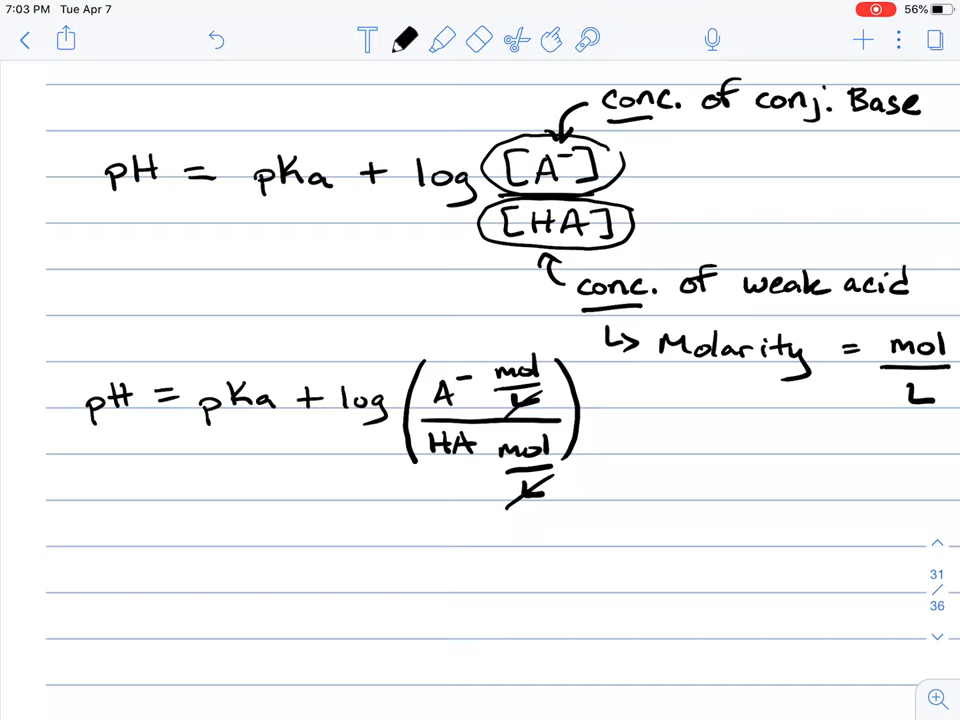 7:03 PM Tue Apr 7
56%
T
conc. of conj. Base
pH = pKa + log [A⁻]
[HA]
conc. of weak acid
↳ Molarity = mol
L
pH = pKa + log ( A⁻ mol
L
HA mol )
L
31
/
36